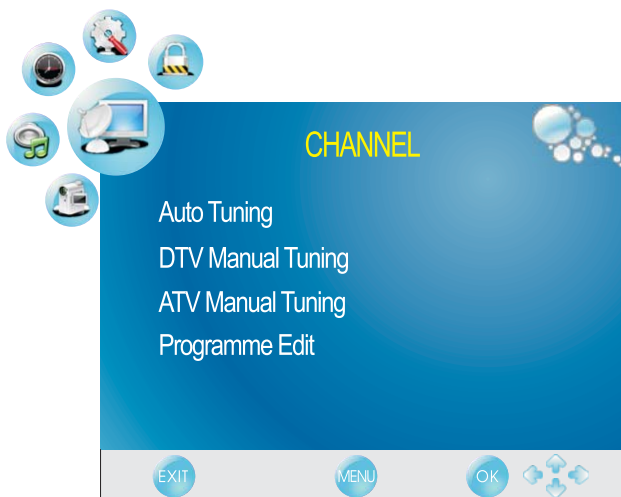 CHANNEL
Auto Tuning
DTV Manual Tuning
ATV Manual Tuning
Programme Edit
EXIT MENU OK